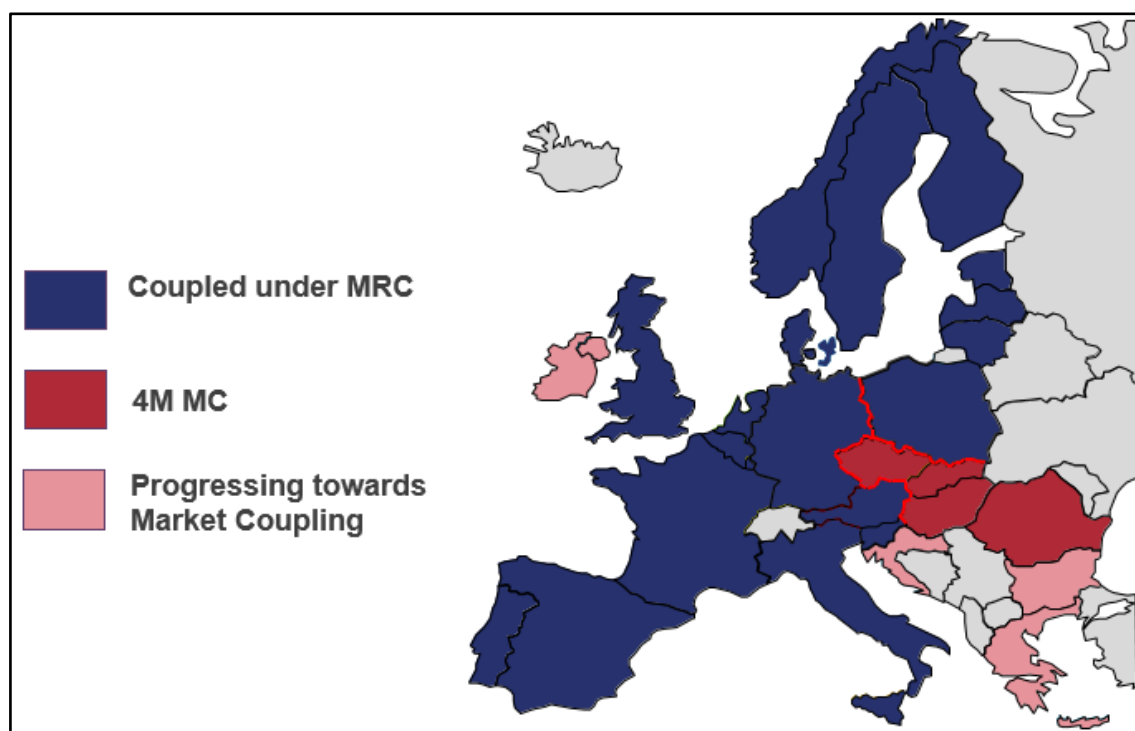 Coupled under MRC
4M MC
Progressing towards
Market Coupling